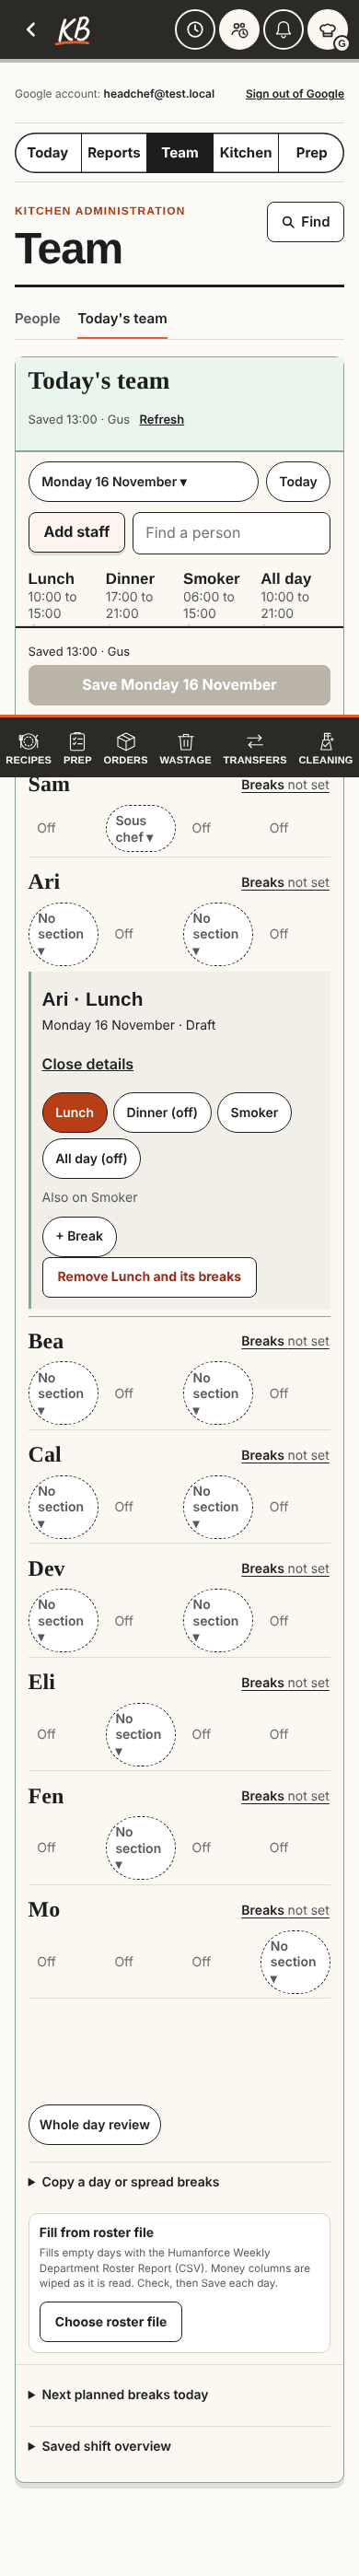 KB
G
Google account: headchef@test.local
Sign out of Google
Today
Reports
Team
Kitchen
Prep
KITCHEN ADMINISTRATION
Team
Find
People
Today's team
Today's team
Saved 13:00 · Gus
Refresh
Monday 16 November ▾
Today
Add staff
Find a person
Lunch
10:00 to
15:00
Dinner
17:00 to
21:00
Smoker
06:00 to
15:00
All day
10:00 to
21:00
Saved 13:00 · Gus
Save Monday 16 November
RECIPES
PREP
ORDERS
WASTAGE
TRANSFERS
CLEANING
Sam
Breaks not set
Off
Sous
chef ▾
Off
Off
Ari
Breaks not set
No
section
▾
Off
No
section
▾
Off
Ari · Lunch
Monday 16 November · Draft
Close details
Lunch
Dinner (off)
Smoker
All day (off)
Also on Smoker
+ Break
Remove Lunch and its breaks
Bea
Breaks not set
No
section
▾
Off
No
section
▾
Off
Cal
Breaks not set
No
section
▾
Off
No
section
▾
Off
Dev
Breaks not set
No
section
▾
Off
No
section
▾
Off
Eli
Breaks not set
Off
No
section
▾
Off
Off
Fen
Breaks not set
Off
No
section
▾
Off
Off
Mo
Breaks not set
Off
Off
Off
No
section
▾
Whole day review
▶ Copy a day or spread breaks
Fill from roster file
Fills empty days with the Humanforce Weekly
Department Roster Report (CSV). Money columns are
wiped as it is read. Check, then Save each day.
Choose roster file
▶ Next planned breaks today
▶ Saved shift overview